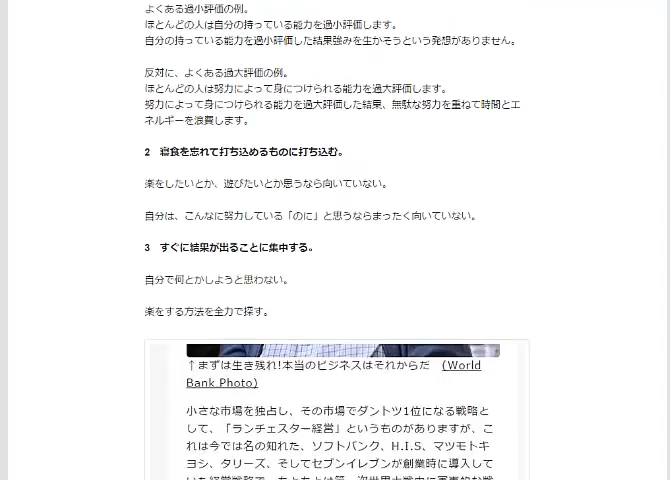 よくある過小評価の例。
ほとんどの人は自分の持っている能力を過小評価します。
自分の持っている能力を過小評価した結果強みを生かそうという発想がありません。
反対に、よくある過大評価の例。
ほとんどの人は努力によって身につけられる能力を過大評価します。
努力によって身につけられる能力を過大評価した結果、無駄な努力を重ねて時間とエ
ネルギーを浪費します。
2　寝食を忘れて打ち込めるものに打ち込む。
楽をしたいとか、遊びたいとか思うなら向いていない。
自分は、こんなに努力している「のに」と思うならまったく向いていない。
3　すぐに結果が出ることに集中する。
自分で何とかしようと思わない。
楽をする方法を全力で探す。
↑まずは生き残れ!本当のビジネスはそれからだ　(World
Bank Photo)
小さな市場を独占し、その市場でダントツ1位になる戦略と
して、「ランチェスター経営」というものがありますが、こ
れは今では名の知れた、ソフトバンク、H.I.S、マツモトキ
ヨシ、タリーズ、そしてセブンイレブンが創業時に導入して